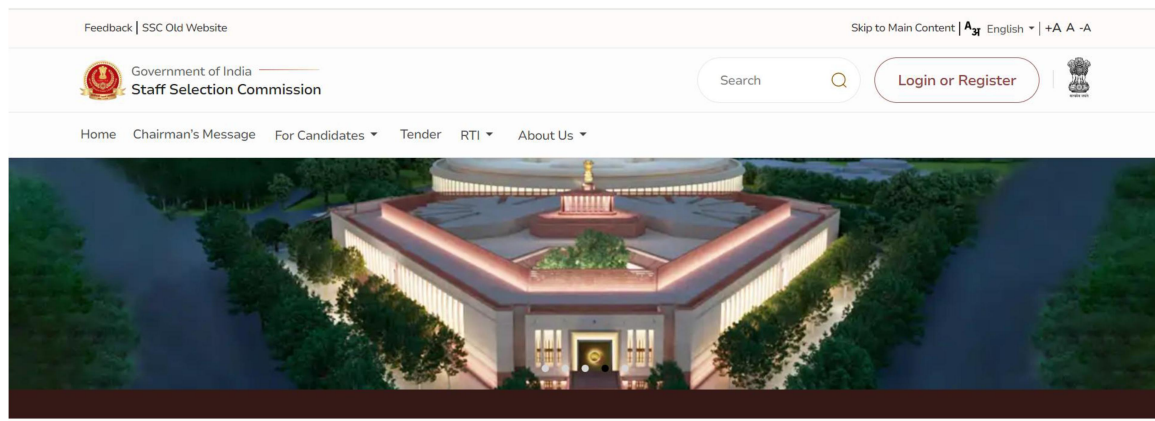 Feedback | SSC Old Website
Skip to Main Content | Aअ English | +A A -A
Government of India
Staff Selection Commission
Search
Login or Register
Home Chairman's Message For Candidates Tender RTI About Us